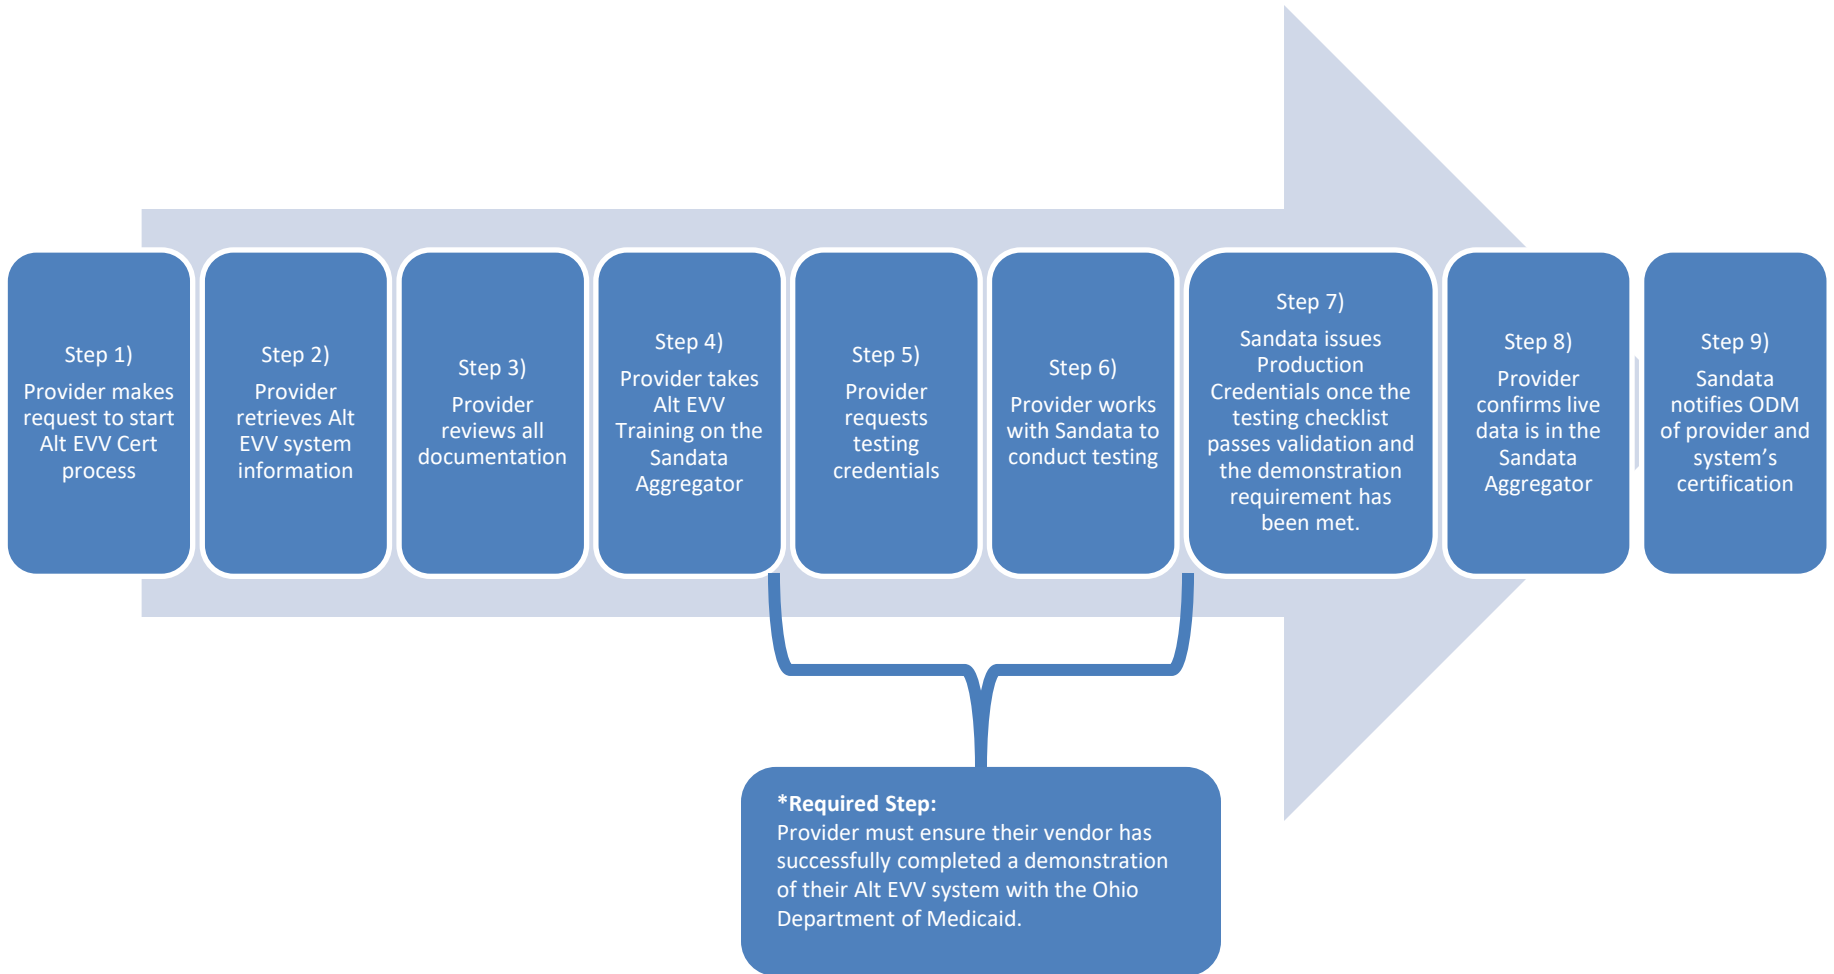 Step 1)
Provider makes
request to start
Alt EVV Cert
process
Step 2)
Provider
retrieves Alt
EVV system
information
Step 3)
Provider
reviews all
documentation
Step 4)
Provider takes
Alt EVV
Training on the
Sandata
Aggregator
Step 5)
Provider
requests
testing
credentials
Step 6)
Provider works
with Sandata to
conduct testing
Step 7)
Sandata issues
Production
Credentials once the
testing checklist
passes validation and
the demonstration
requirement has
been met.
Step 8)
Provider
confirms live
data is in the
Sandata
Aggregator
Step 9)
Sandata
notifies ODM
of provider and
system’s
certification
*Required Step:
Provider must ensure their vendor has
successfully completed a demonstration
of their Alt EVV system with the Ohio
Department of Medicaid.